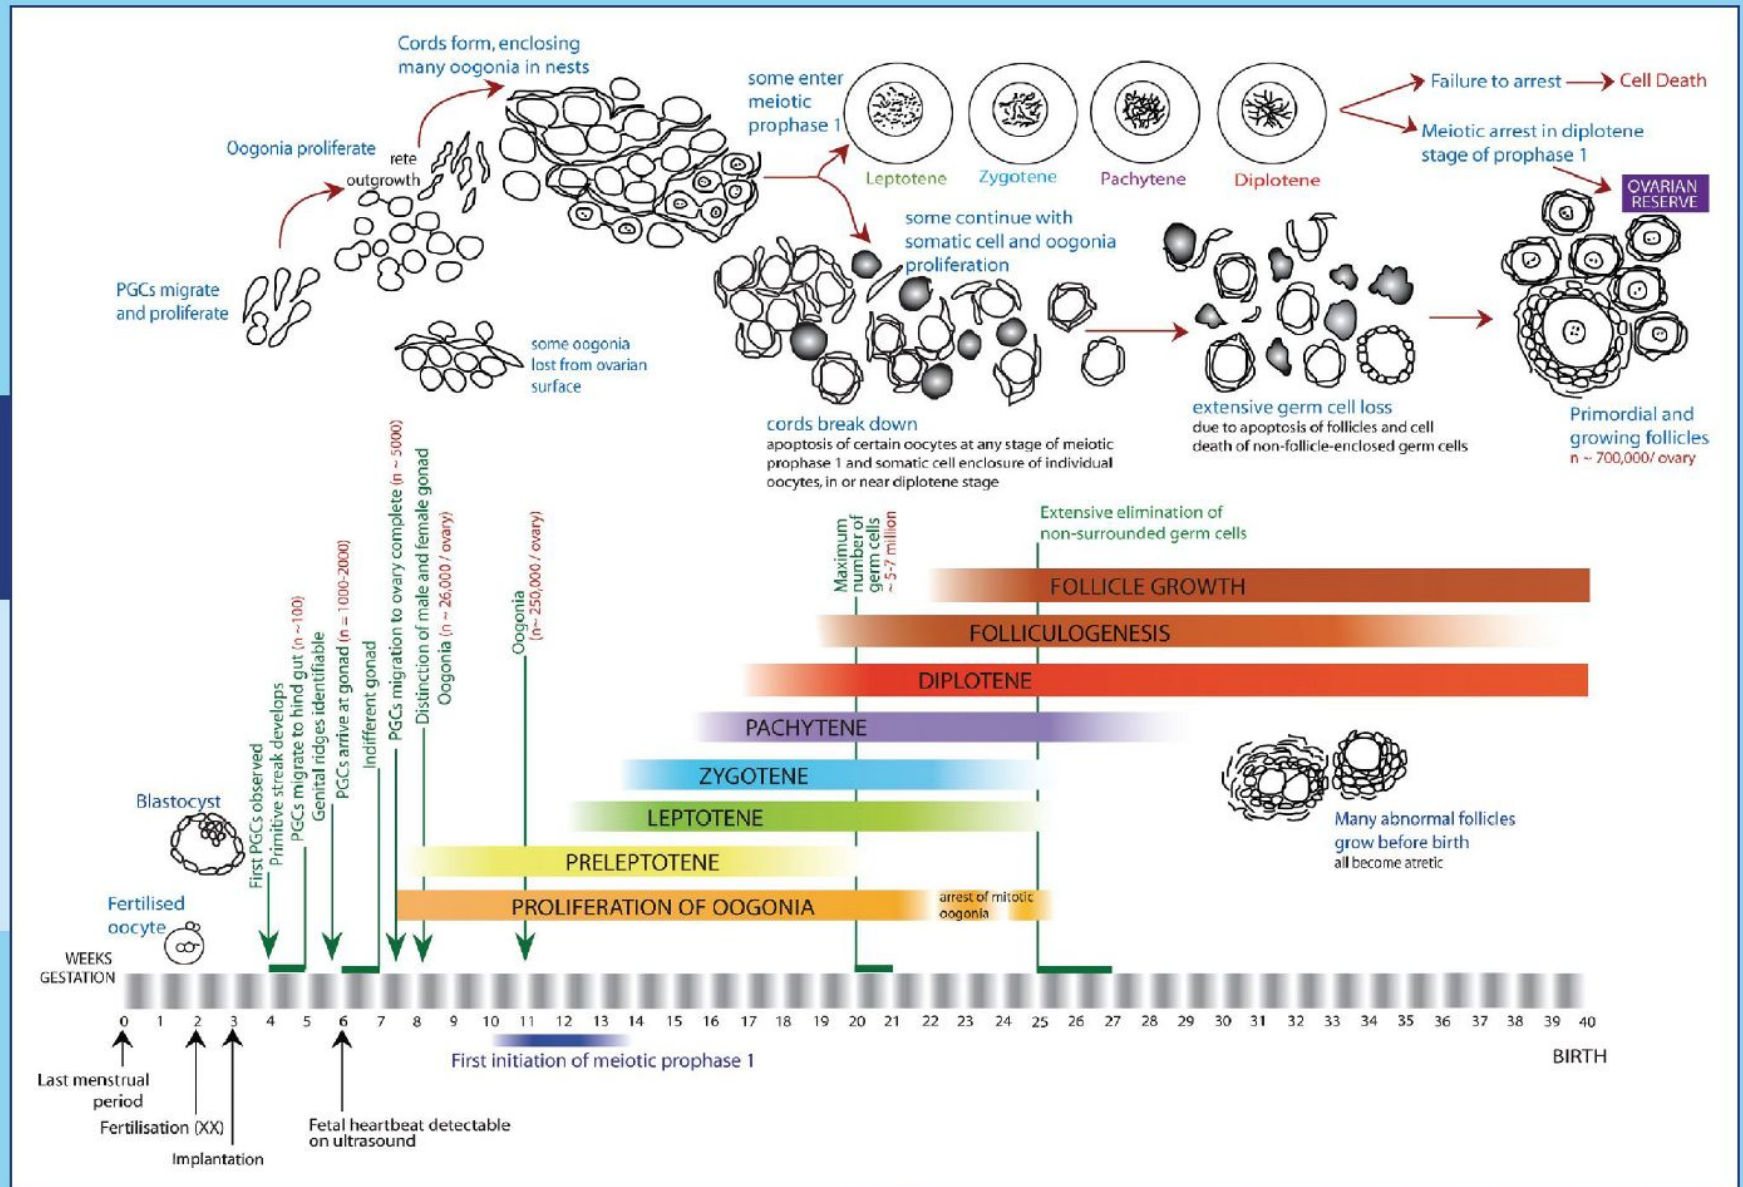 Cords form, enclosing
many oogonia in nests
some enter
meiotic
prophase 1
Failure to arrest
Cell Death
Meiotic arrest in diplotene
stage of prophase 1
Oogonia proliferate
rete
outgrowth
Leptotene
Zygotene
Pachytene
Diplotene
OVARIAN
RESERVE
some continue with
somatic cell and oogonia
proliferation
PGCs migrate
and proliferate
some oogonia
lost from ovarian
surface
cords break down
apoptosis of certain oocytes at any stage of meiotic
prophase 1 and somatic cell enclosure of individual
oocytes, in or near diplotene stage
extensive germ cell loss
due to apoptosis of follicles and cell
death of non-follicle-enclosed germ cells
Primordial and
growing follicles
n ~ 700,000/ ovary
First PGCs observed
Primitive streak develops
PGCs migrate to hind gut (n ~100)
Genital ridges identifiable
PGCs arrive at gonad (n = 1000-2000)
Indifferent gonad
PGCs migration to ovary complete (n ~ 5000)
Distinction of male and female gonad
Oogonia (n ~ 26,000 / ovary)
Oogonia
(n~ 250,000 / ovary)
Maximum
number of
germ cells
~ 5-7 million
Extensive elimination of
non-surrounded germ cells
FOLLICLE GROWTH
FOLLICULOGENESIS
DIPLOTENE
PACHYTENE
ZYGOTENE
LEPTOTENE
PRELEPTOTENE
PROLIFERATION OF OOGONIA
arrest of mitotic
oogonia
Many abnormal follicles
grow before birth
all become atretic
Blastocyst
Fertilised
oocyte
WEEKS
GESTATION
0 1 2 3 4 5 6 7 8 9 10 11 12 13 14 15 16 17 18 19 20 21 22 23 24 25 26 27 28 29 30 31 32 33 34 35 36 37 38 39 40
First initiation of meiotic prophase 1
BIRTH
Last menstrual
period
Fertilisation (XX)
Implantation
Fetal heartbeat detectable
on ultrasound